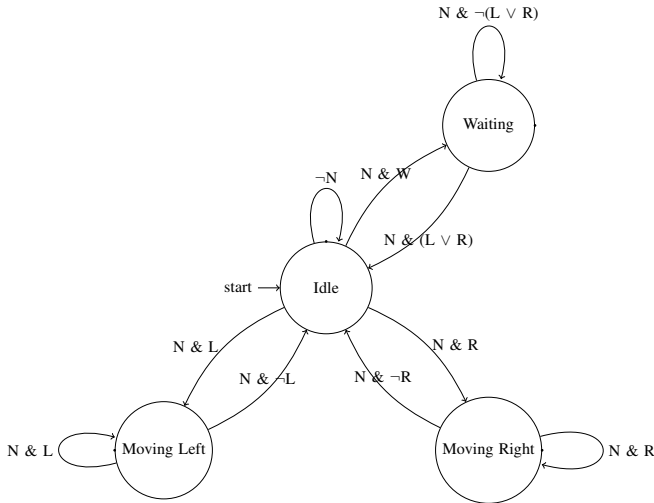 N & ¬(L ∨ R)
Waiting
N & W
¬N
N & (L ∨ R)
start
Idle
N & L
N & R
N & ¬L
N & ¬R
N & L
Moving Left
Moving Right
N & R